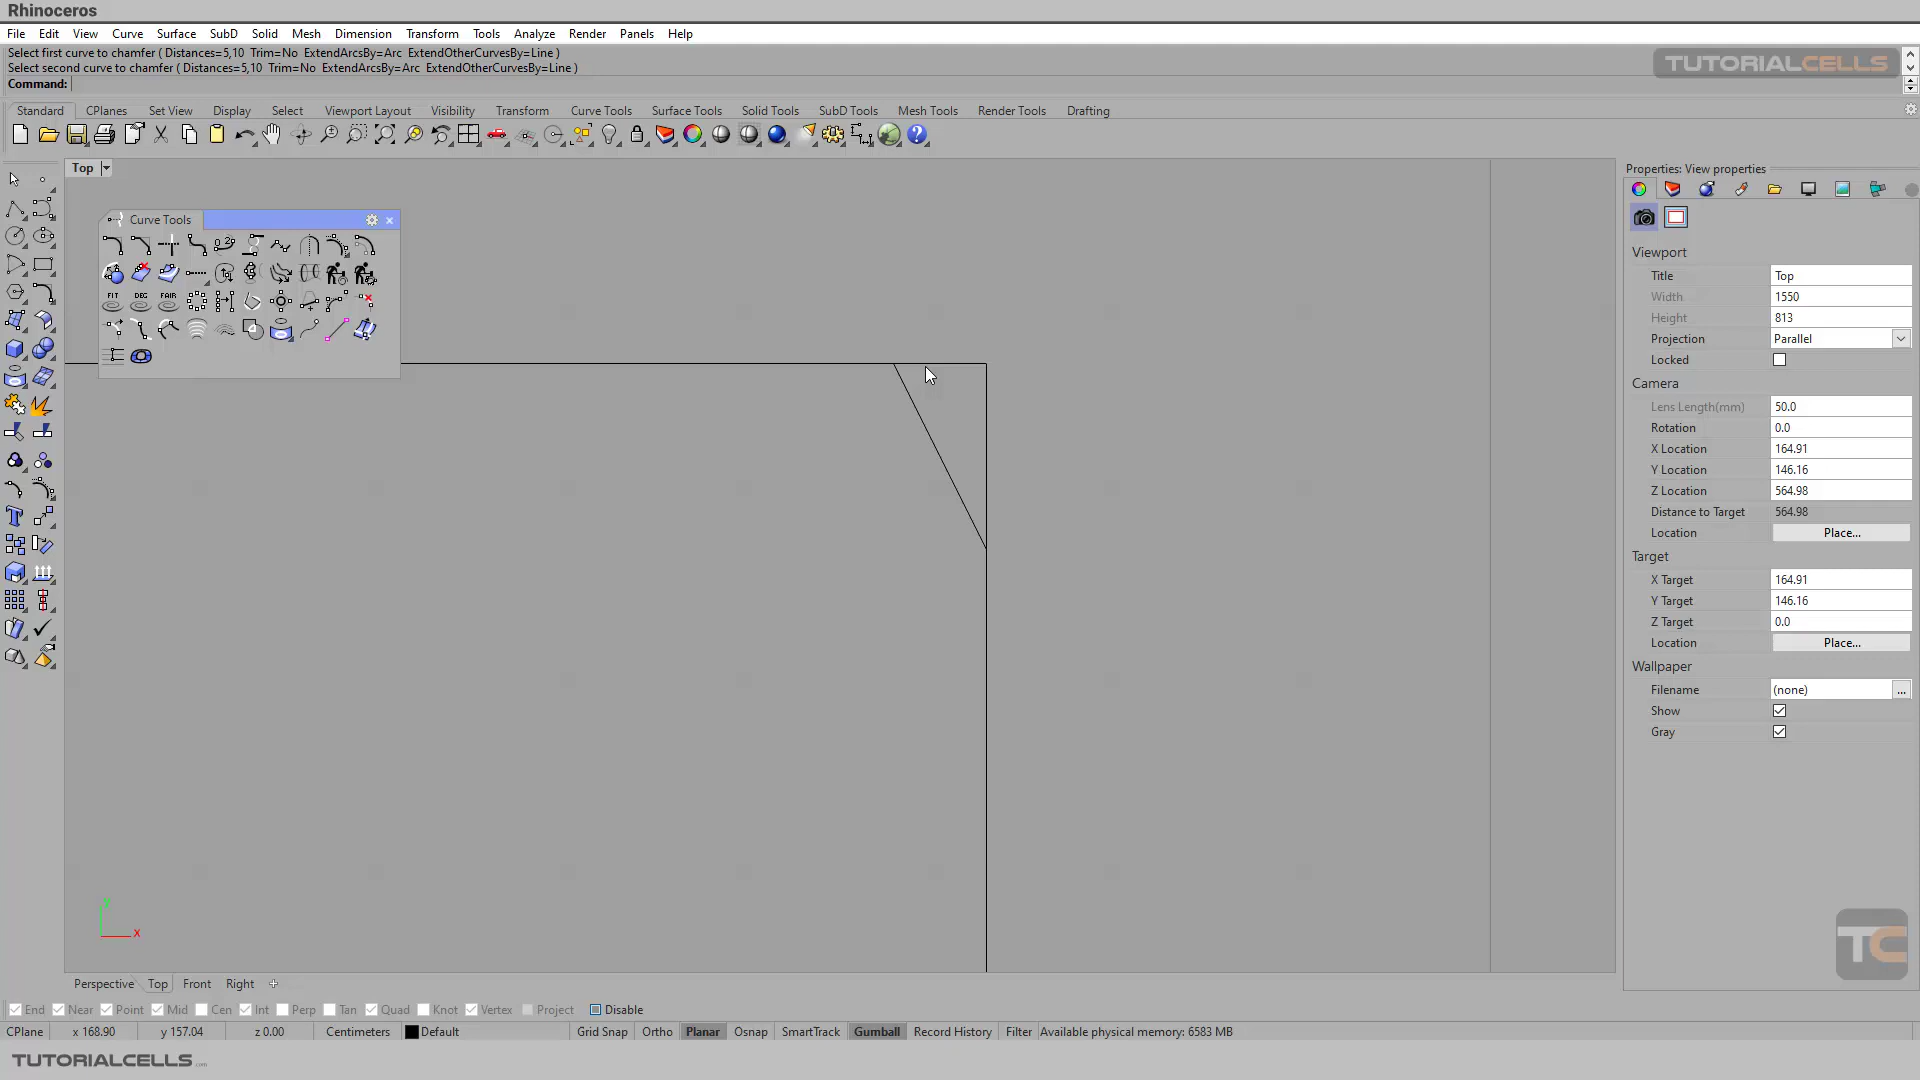 Rhinoceros
File Edit View Curve Surface SubD Solid Mesh Dimension Transform Tools Analyze Render Panels Help
Select first curve to chamfer ( Distances=5,10 Trim=No ExtendArcsBy=Arc ExtendOtherCurvesBy=Line )
Select second curve to chamfer ( Distances=5,10 Trim=No ExtendArcsBy=Arc ExtendOtherCurvesBy=Line )
TUTORIALCELLS
Command:
Standard CPlanes Set View Display Select Viewport Layout Visibility Transform Curve Tools Surface Tools Solid Tools SubD Tools Mesh Tools Render Tools Drafting
Top
Properties: View properties
Curve Tools
FIT DEG FAIR
Viewport
Title Top
Width 1550
Height 813
Projection Parallel
Locked
Camera
Lens Length(mm) 50.0
Rotation 0.0
X Location 164.91
Y Location 146.16
Z Location 564.98
Distance to Target 564.98
Location Place...
Target
X Target 164.91
Y Target 146.16
Z Target 0.0
Location Place...
Wallpaper
Filename (none) ...
Show
Gray
y
x
TC
Perspective Top Front Right
End Near Point Mid Cen Int Perp Tan Quad Knot Vertex Project Disable
CPlane x 168.90 y 157.04 z 0.00 Centimeters Default Grid Snap Ortho Planar Osnap SmartTrack Gumball Record History Filter Available physical memory: 6583 MB
TUTORIALCELLS.com